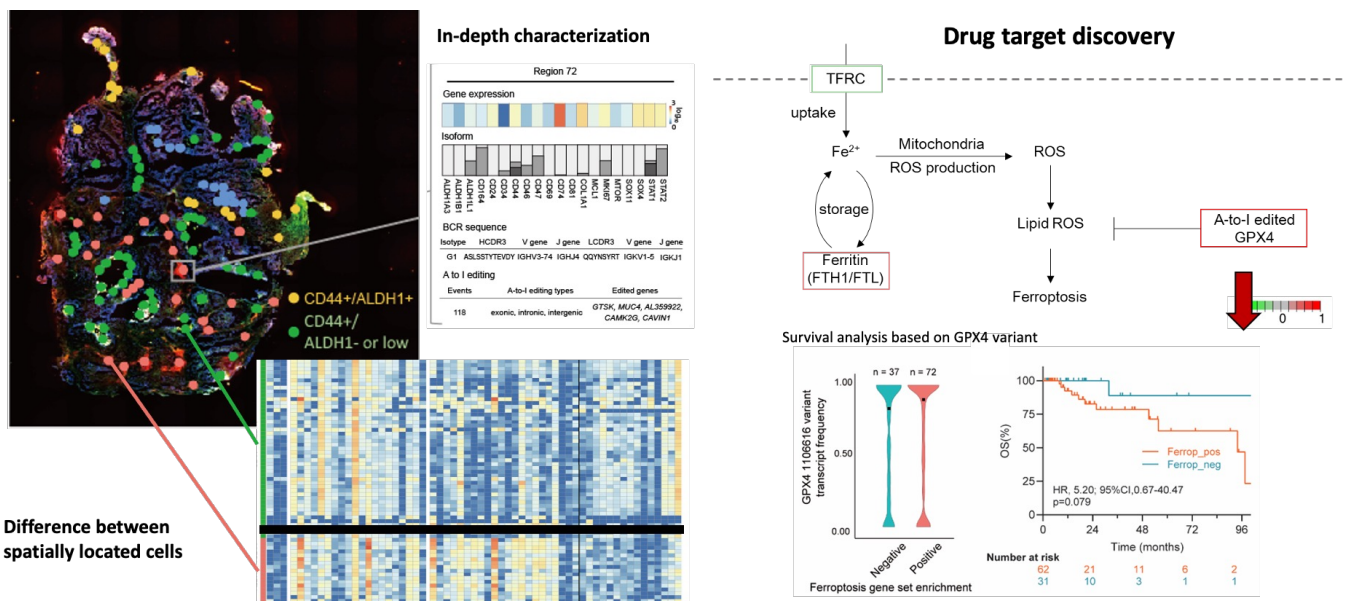 In-depth characterization
Region 72
Gene expression
3
log₁₀
0
Isoform
ALDH1A3
ALDH1B1
ALDH1L1
CD164
CD24
CD34
CD44
CD46
CD47
CD69
CD74
CD81
COL1A1
MCL1
MKI67
MTOR
SOX11
SOX4
STAT1
STAT2
BCR sequence
Isotype HCDR3 V gene J gene LCDR3 V gene J gene
G1 ASLSSTYTEVDY IGHV3-74 IGHJ4 QQYNSYRT IGKV1-5 IGKJ1
A to I editing
Events A-to-I editing types Edited genes
118 exonic, intronic, intergenic GTSK, MUC4, AL359922,
CAMK2G, CAVIN1
CD44+/ALDH1+
CD44+/
ALDH1- or low
Difference between
spatially located cells
Drug target discovery
TFRC
uptake
Fe²⁺
Mitochondria
ROS production
ROS
storage
Lipid ROS
A-to-I edited
GPX4
Ferritin
(FTH1/FTL)
Ferroptosis
0 1
Survival analysis based on GPX4 variant
n = 37 n = 72
GPX4 1106616 variant
transcript frequency
1.00
0.50
0.00
Negative
Positive
Ferroptosis gene set enrichment
OS(%)
100
75
50
25
0
Ferrop_pos
Ferrop_neg
HR, 5.20; 95%CI,0.67-40.47
p=0.079
0 24 48 72 96
Time (months)
Number at risk
62 21 11 6 2
31 10 3 1 1